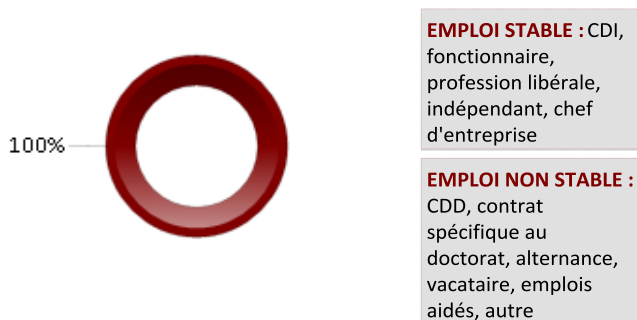 100%
EMPLOI STABLE : CDI,
fonctionnaire,
profession libérale,
indépendant, chef
d'entreprise
EMPLOI NON STABLE :
CDD, contrat
spécifique au
doctorat, alternance,
vacataire, emplois
aidés, autre